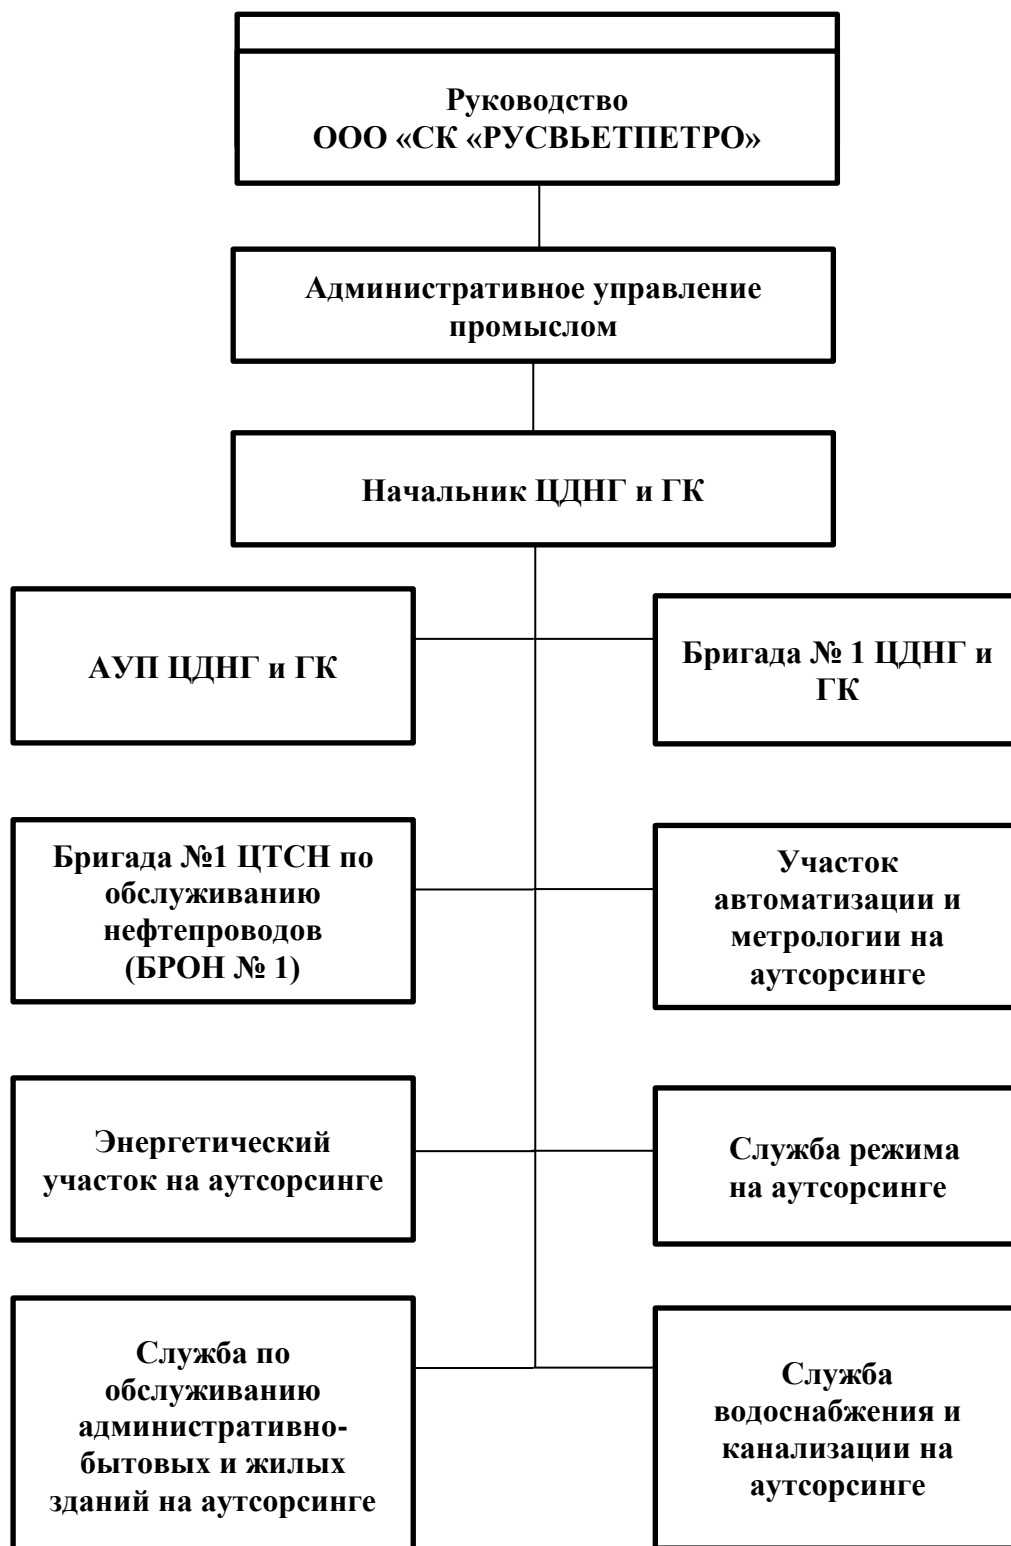 Руководство
ООО «СК «РУСВЬЕТПЕТРО»
Административное управление
промыслом
Начальник ЦДНГ и ГК
АУП ЦДНГ и ГК
Бригада № 1 ЦДНГ и
ГК
Бригада №1 ЦТСН по
обслуживанию
нефтепроводов
(БРОН № 1)
Участок
автоматизации и
метрологии на
аутсорсинге
Энергетический
участок на аутсорсинге
Служба режима
на аутсорсинге
Служба по
обслуживанию
административно-
бытовых и жилых
зданий на аутсорсинге
Служба
водоснабжения и
канализации на
аутсорсинге